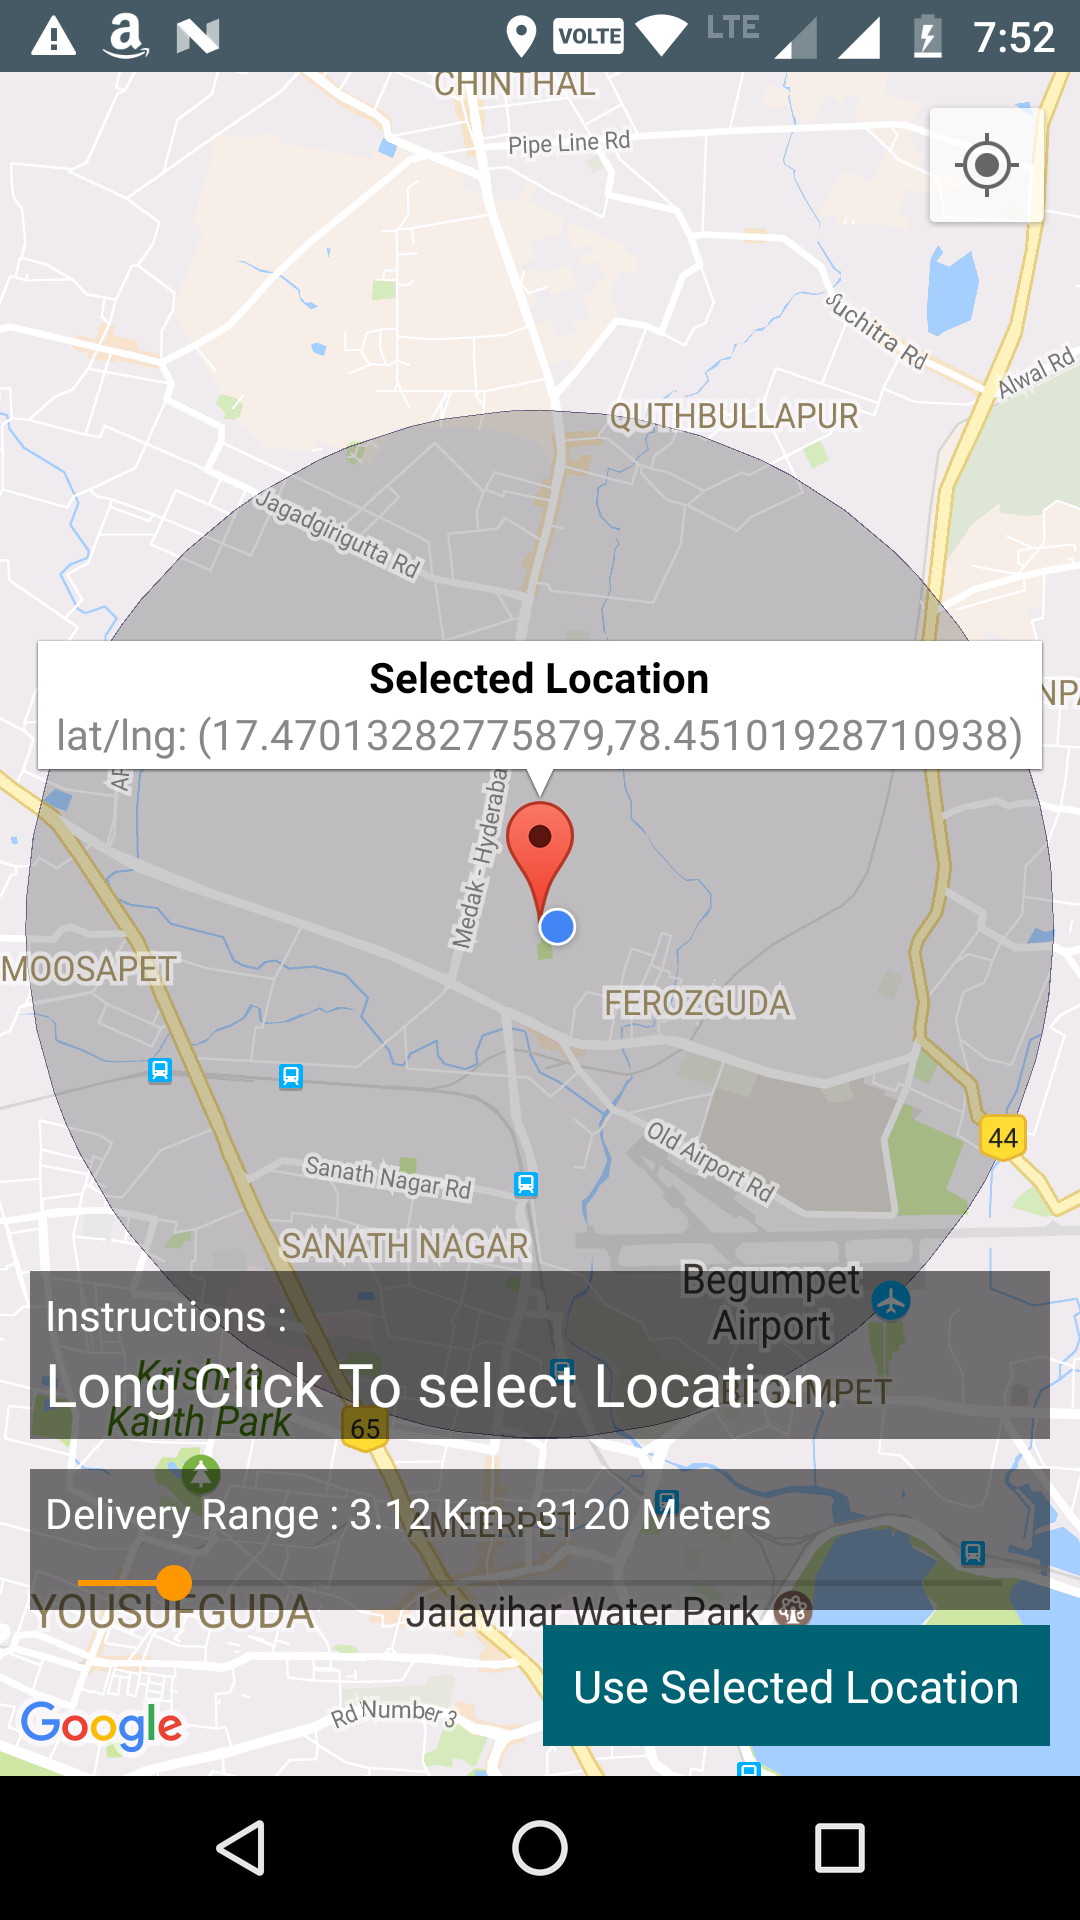 VOLTE LTE 7:52
CHINTHAL
Pipe Line Rd
Suchitra Rd
Alwal Rd
QUTHBULLAPUR
Jagadgirigutta Rd
Selected Location
lat/lng: (17.47013282775879,78.45101928710938)
Medak - Hyderaba
MOOSAPET
FEROZGUDA
44
Old Airport Rd
Sanath Nagar Rd
SANATH NAGAR
Begumpet
Airport
Instructions :
Long Click To select Location.
Krishna
Kanth Park
BEGUMPET
65
Delivery Range : 3.12 Km : 3120 Meters
AMEERPET
YOUSUFGUDA
Jalavihar Water Park
Use Selected Location
Rd Number 3
Google